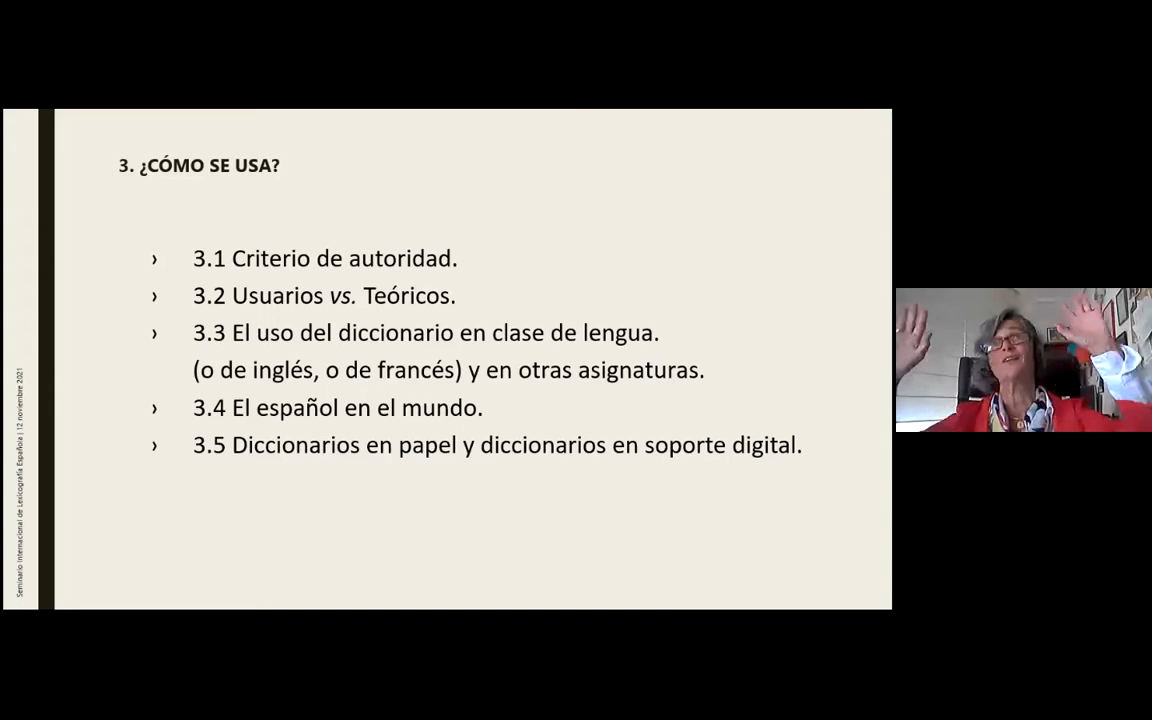 3. ¿CÓMO SE USA?
› 3.1 Criterio de autoridad.
› 3.2 Usuarios vs. Teóricos.
› 3.3 El uso del diccionario en clase de lengua.
(o de inglés, o de francés) y en otras asignaturas.
› 3.4 El español en el mundo.
› 3.5 Diccionarios en papel y diccionarios en soporte digital.
Seminario Internacional de Lexicografía Española | 12 noviembre 2021